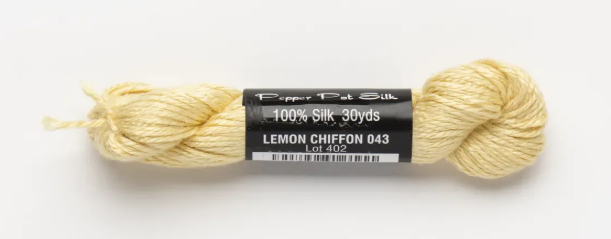 Pepper Pot Silk
100% Silk 30yds
LEMON CHIFFON 043
Lot 402